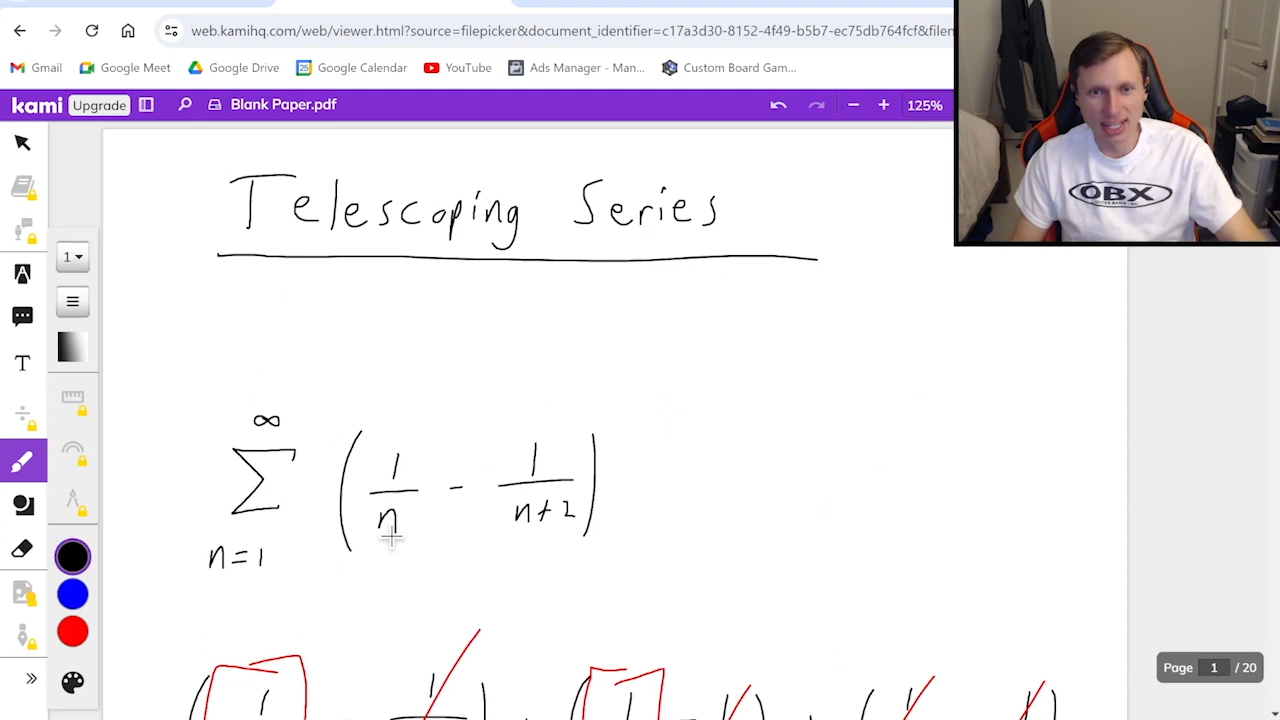 web.kamihq.com/web/viewer.html?source=filepicker&document_identifier=c17a3d30-8152-4f49-b5b7-ec75db764fcf&filen
Gmail Google Meet Google Drive 31 Google Calendar YouTube Ads Manager - Man... Custom Board Gam...
kami Upgrade Blank Paper.pdf 125%
OBX
Telescoping Series
1
T
∞
∑ ( 1/n - 1/(n+2) )
n=1
Page 1 / 20